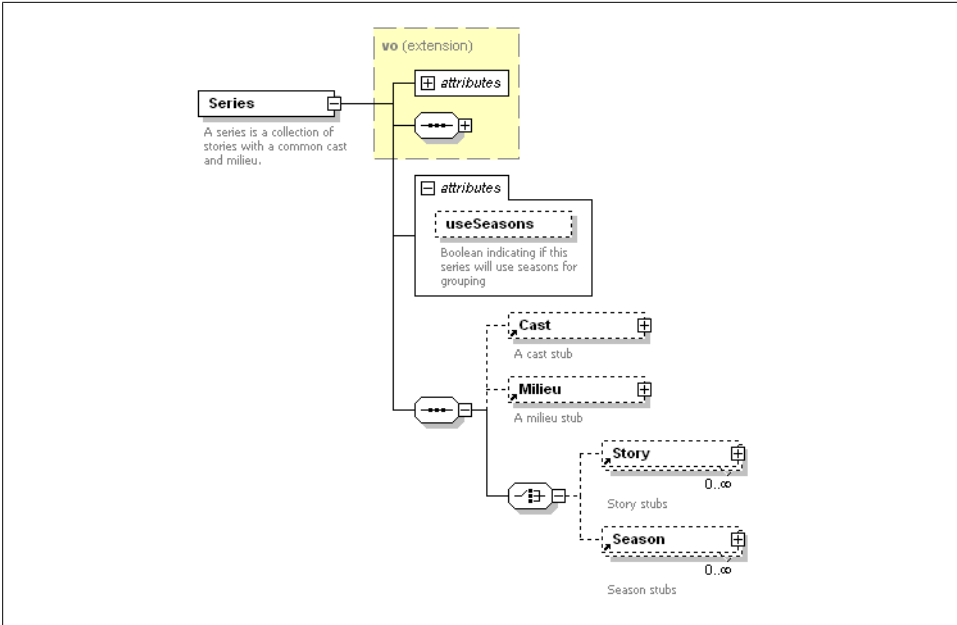 vo (extension)
attributes
Series
A series is a collection of
stories with a common cast
and milieu.
attributes
useSeasons
Boolean indicating if this
series will use seasons for
grouping
Cast
A cast stub
Milieu
A milieu stub
Story
0..∞
Story stubs
Season
0..∞
Season stubs